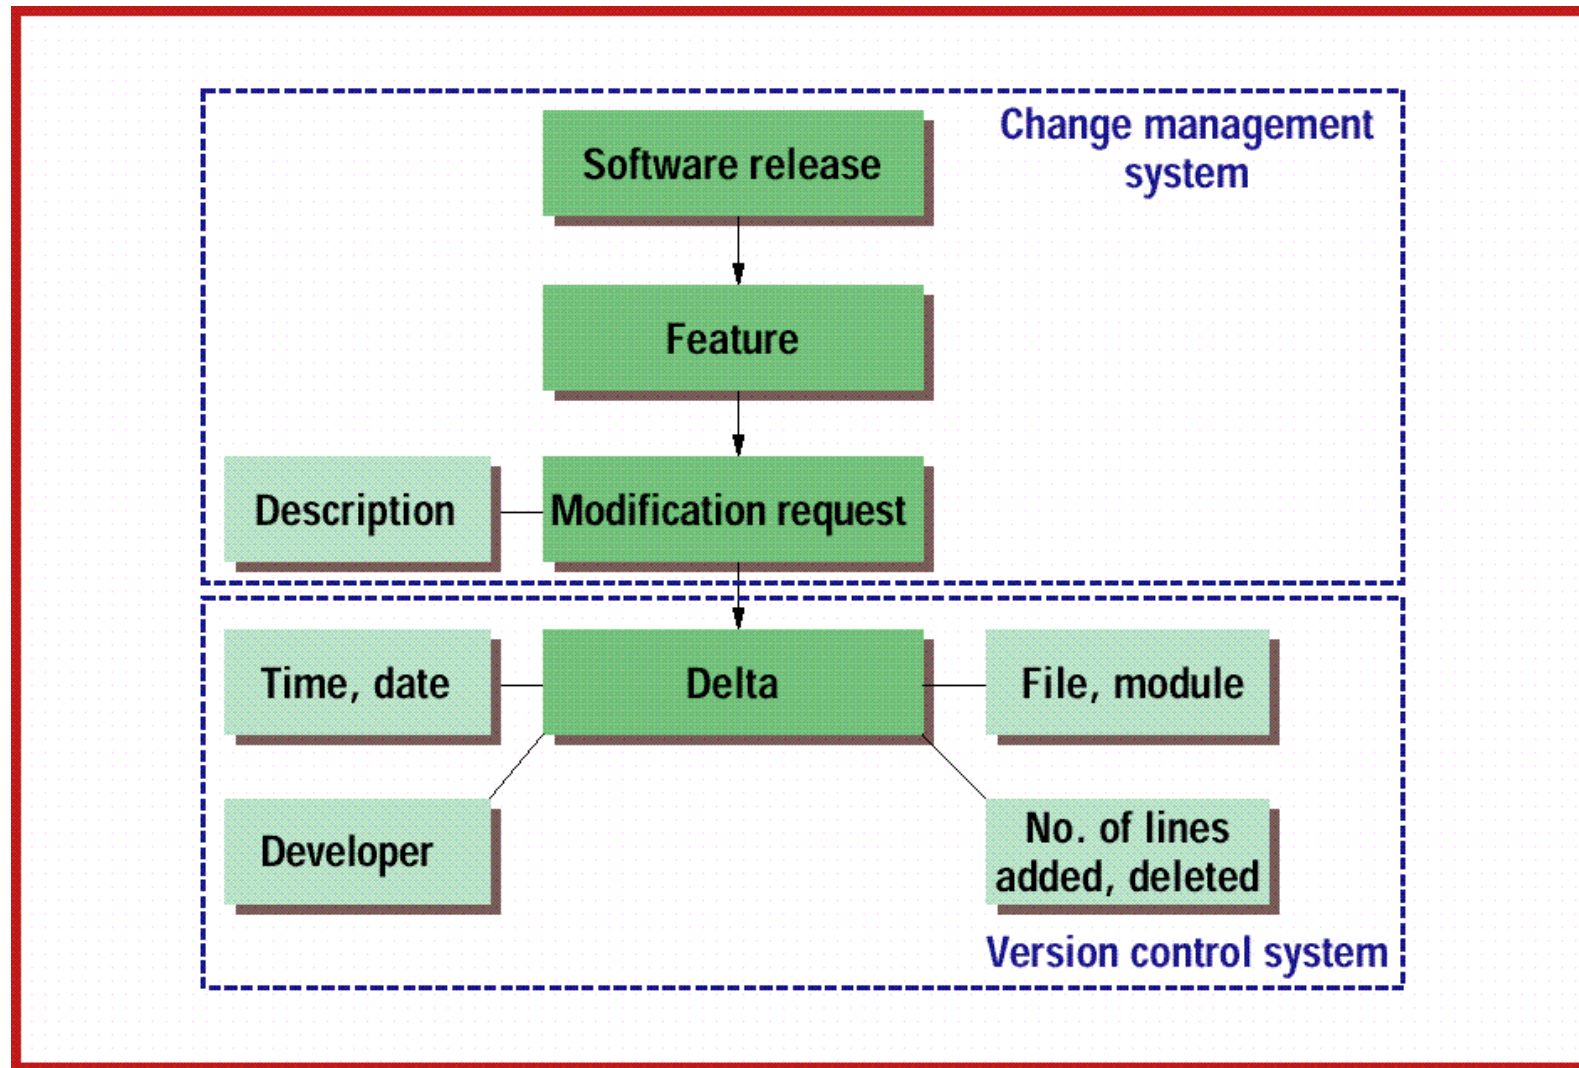 Change management
system
Software release
Feature
Description
Modification request
Time, date
Delta
File, module
Developer
No. of lines
added, deleted
Version control system